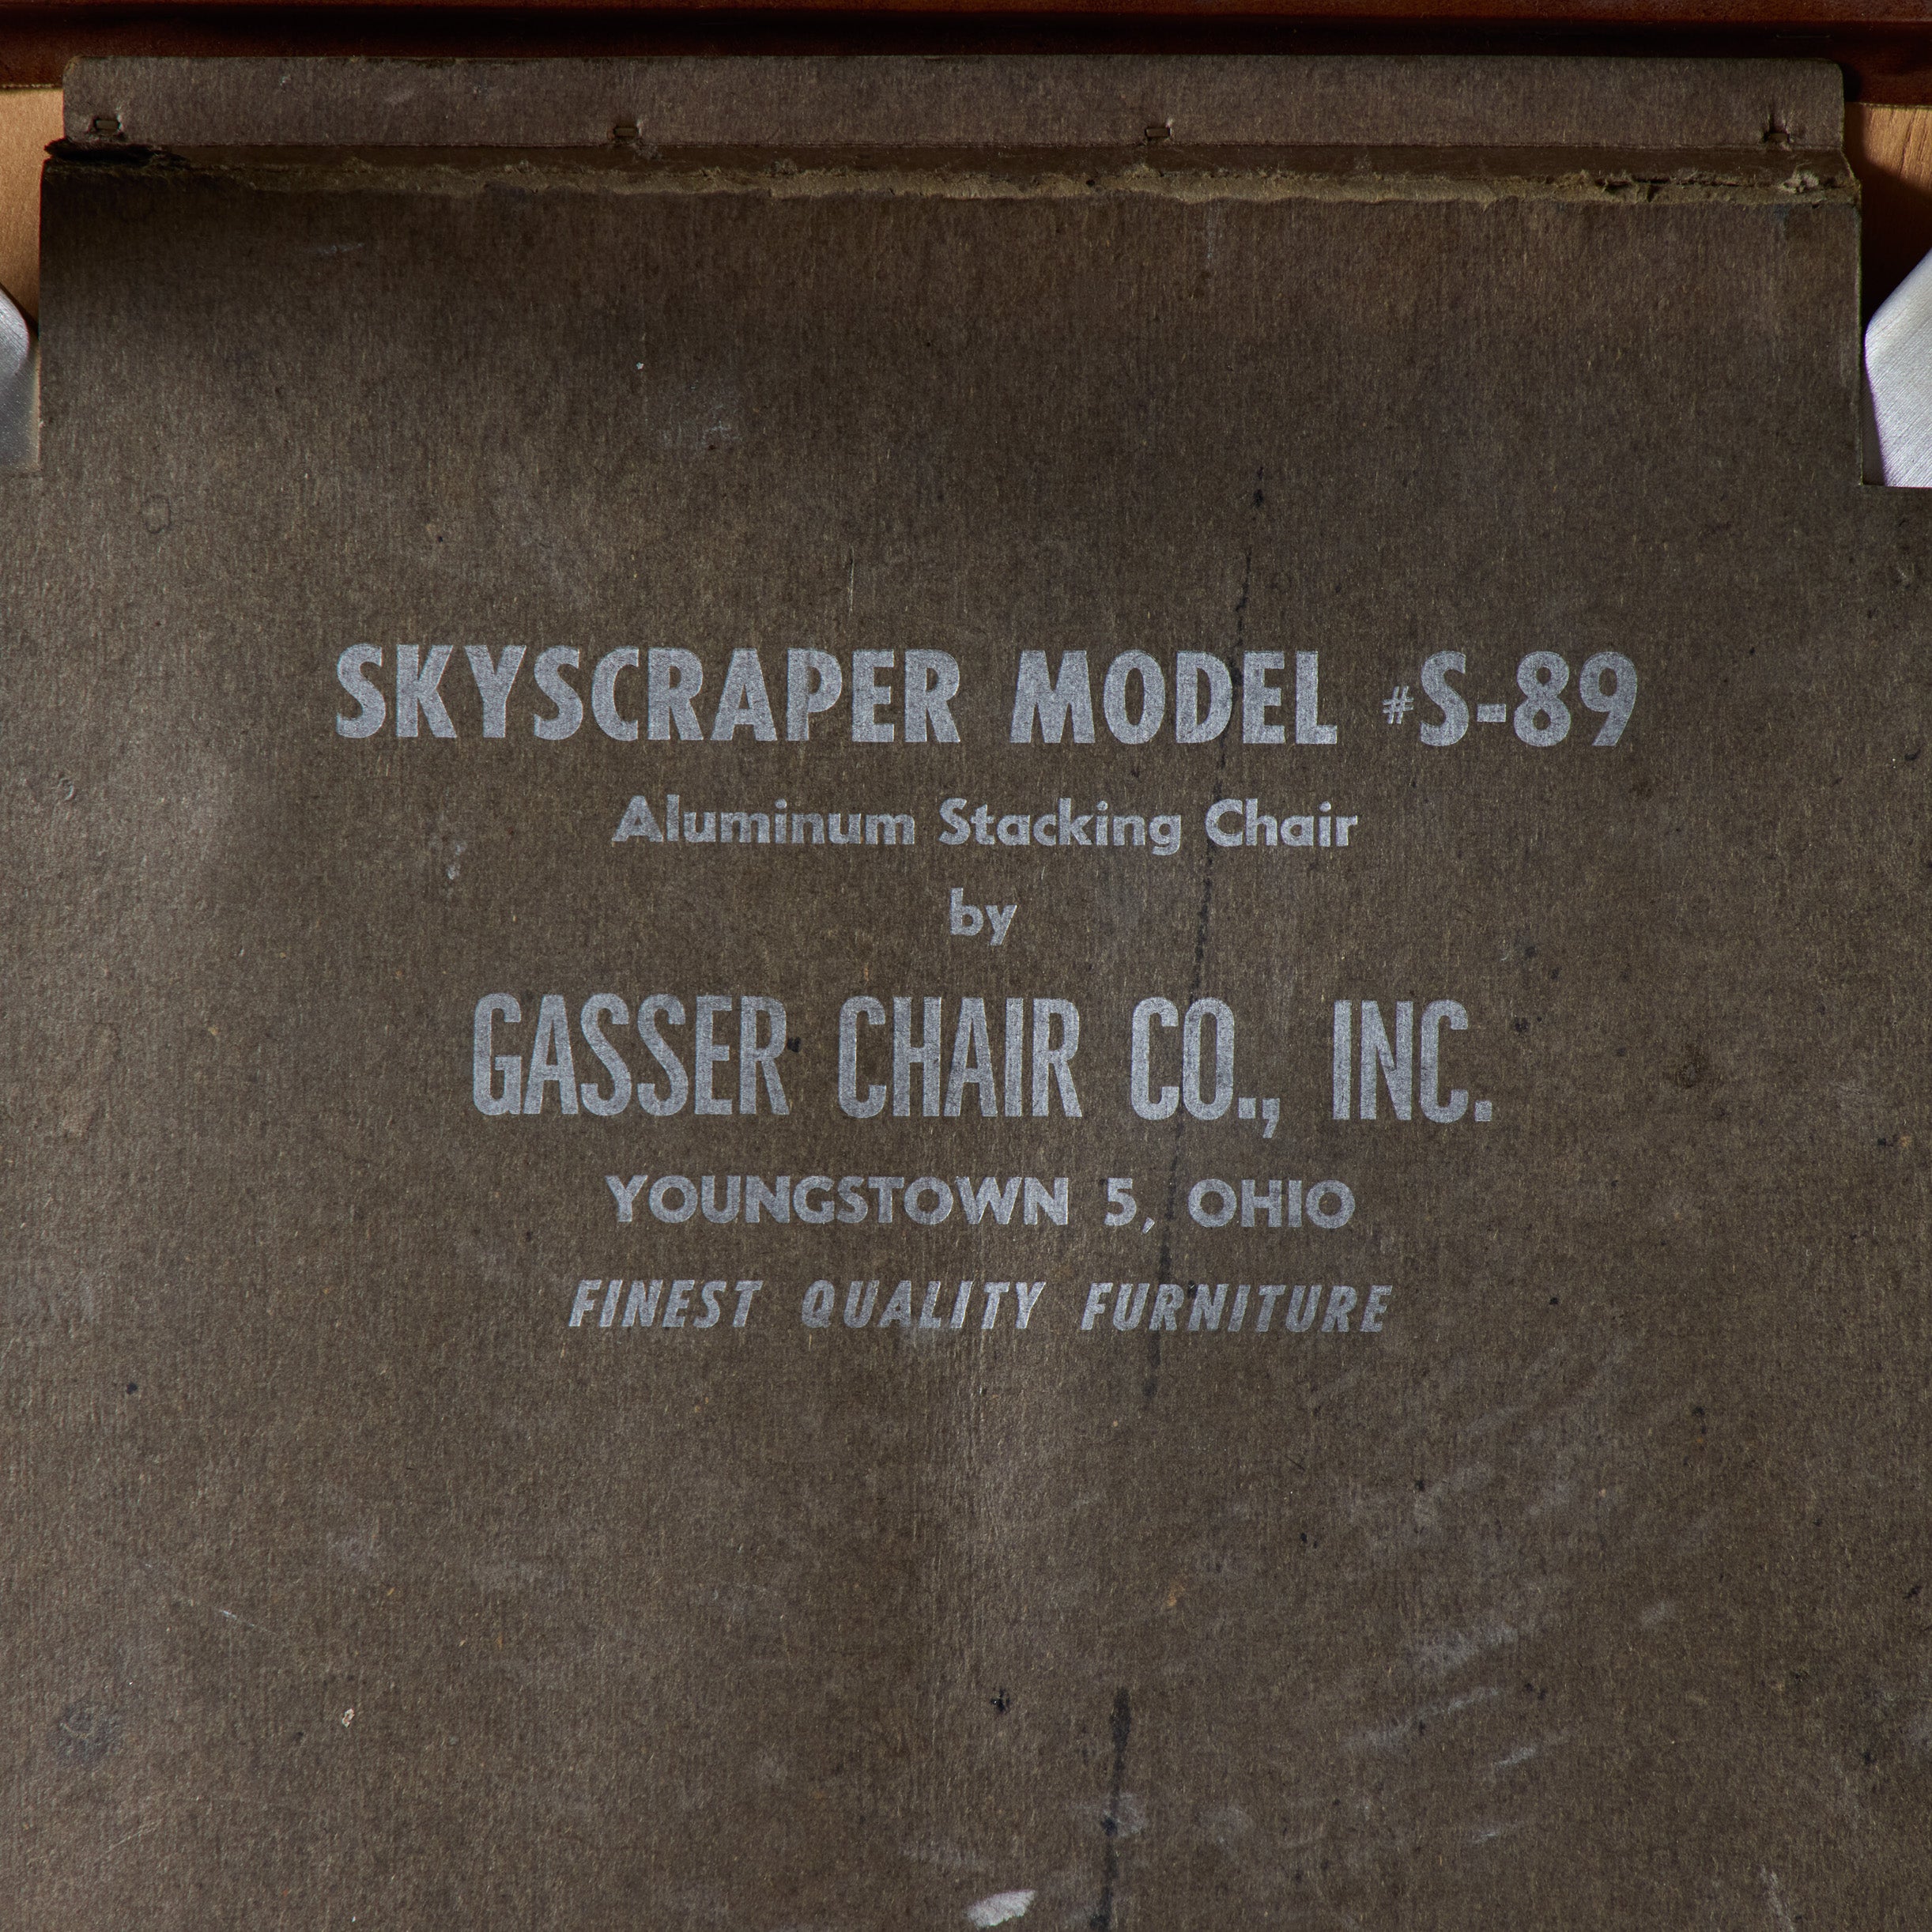 SKYSCRAPER MODEL #S-89
Aluminum Stacking Chair
by
GASSER CHAIR CO., INC.
YOUNGSTOWN 5, OHIO
FINEST QUALITY FURNITURE